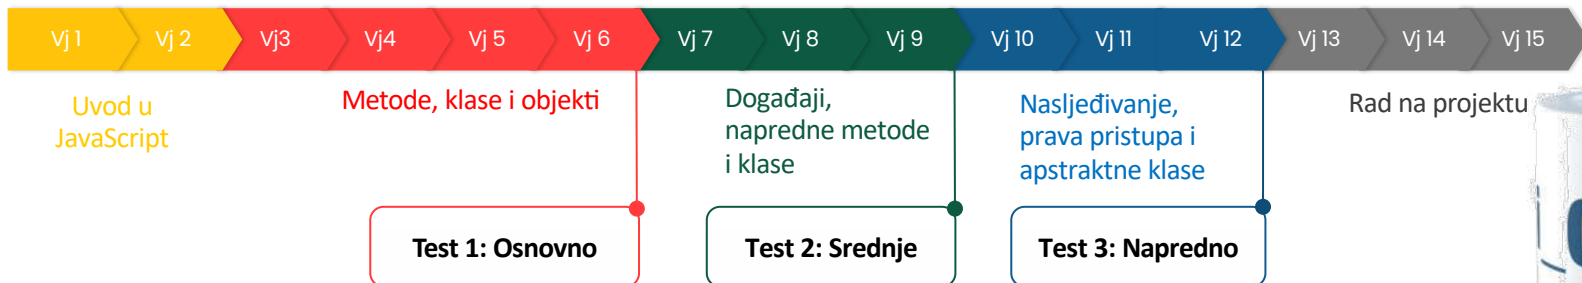 Vj 1 Vj 2 Vj3 Vj4 Vj 5 Vj 6 Vj 7 Vj 8 Vj 9 Vj 10 Vj 11 Vj 12 Vj 13 Vj 14 Vj 15
Uvod u
JavaScript
Metode, klase i objekti
Događaji,
napredne metode
i klase
Nasljeđivanje,
prava pristupa i
apstraktne klase
Rad na projektu
Test 1: Osnovno
Test 2: Srednje
Test 3: Napredno